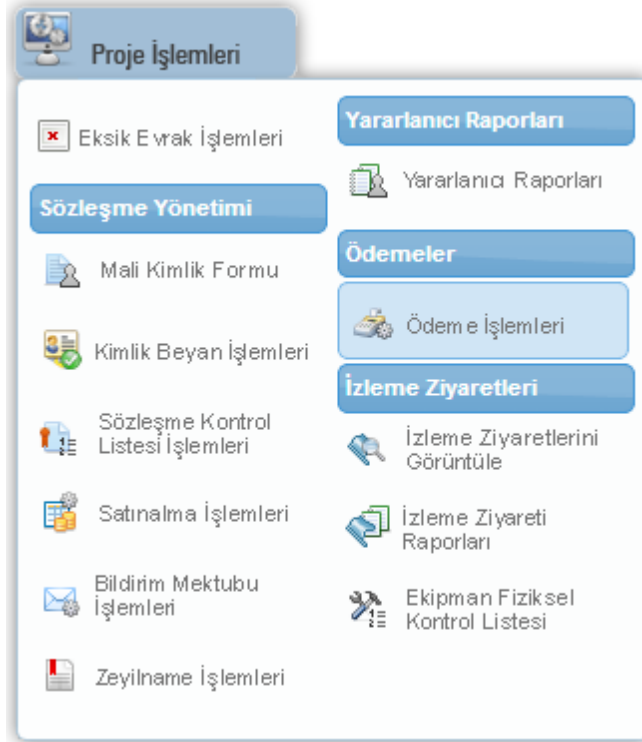 Proje İşlemleri
Eksik Evrak İşlemleri
Sözleşme Yönetimi
Mali Kimlik Formu
Kimlik Beyan İşlemleri
Sözleşme Kontrol
Listesi İşlemleri
Satınalma İşlemleri
Bildirim Mektubu
İşlemleri
Zeyilname İşlemleri
Yararlanıcı Raporları
Yararlanıcı Raporları
Ödemeler
Ödeme İşlemleri
İzleme Ziyaretleri
İzleme Ziyaretlerini
Görüntüle
İzleme Ziyareti
Raporları
Ekipman Fiziksel
Kontrol Listesi